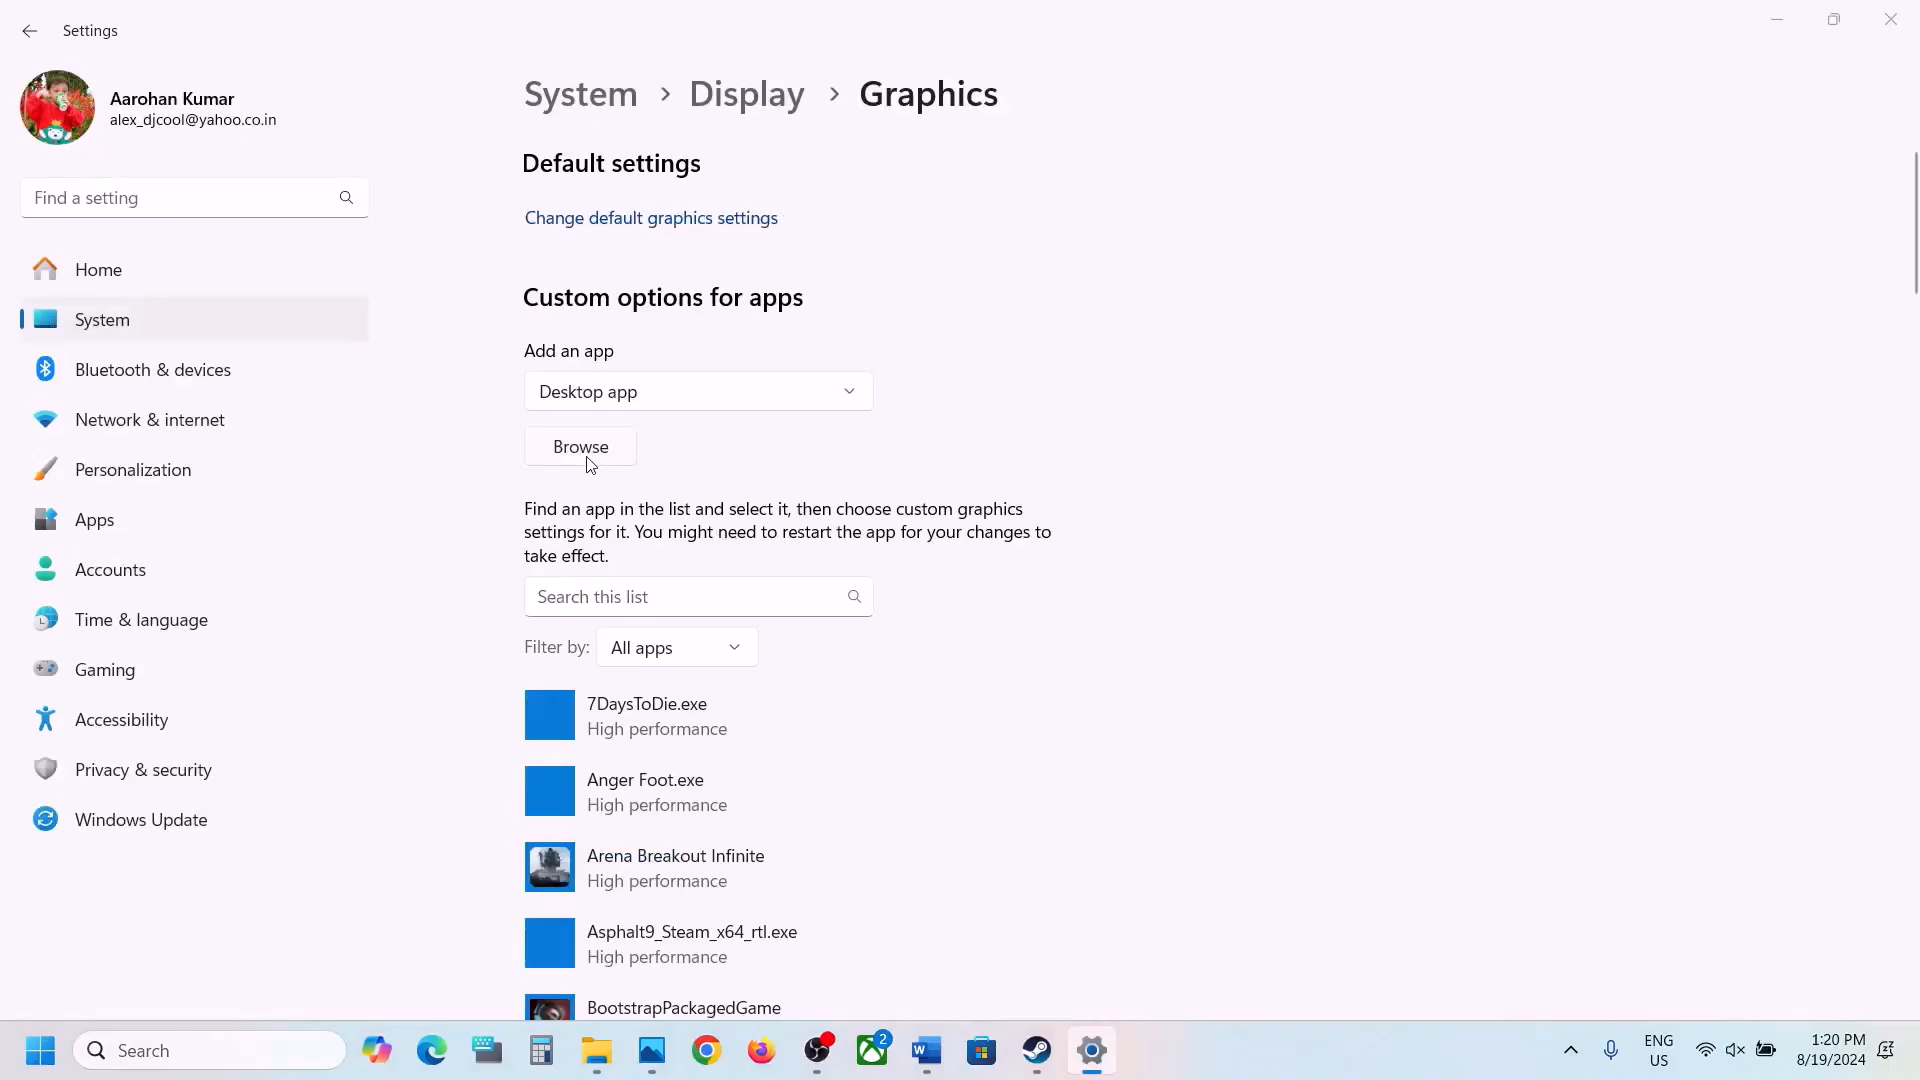 Settings
Aarohan Kumar
alex_djcool@yahoo.co.in
Find a setting
Home
System
Bluetooth & devices
Network & internet
Personalization
Apps
Accounts
Time & language
Gaming
Accessibility
Privacy & security
Windows Update
System > Display > Graphics
Default settings
Change default graphics settings
Custom options for apps
Add an app
Desktop app
Browse
Find an app in the list and select it, then choose custom graphics
settings for it. You might need to restart the app for your changes to
take effect.
Search this list
Filter by: All apps
7DaysToDie.exe
High performance
Anger Foot.exe
High performance
Arena Breakout Infinite
High performance
Asphalt9_Steam_x64_rtl.exe
High performance
BootstrapPackagedGame
Search
2
W
ENG
US
1:20 PM
8/19/2024